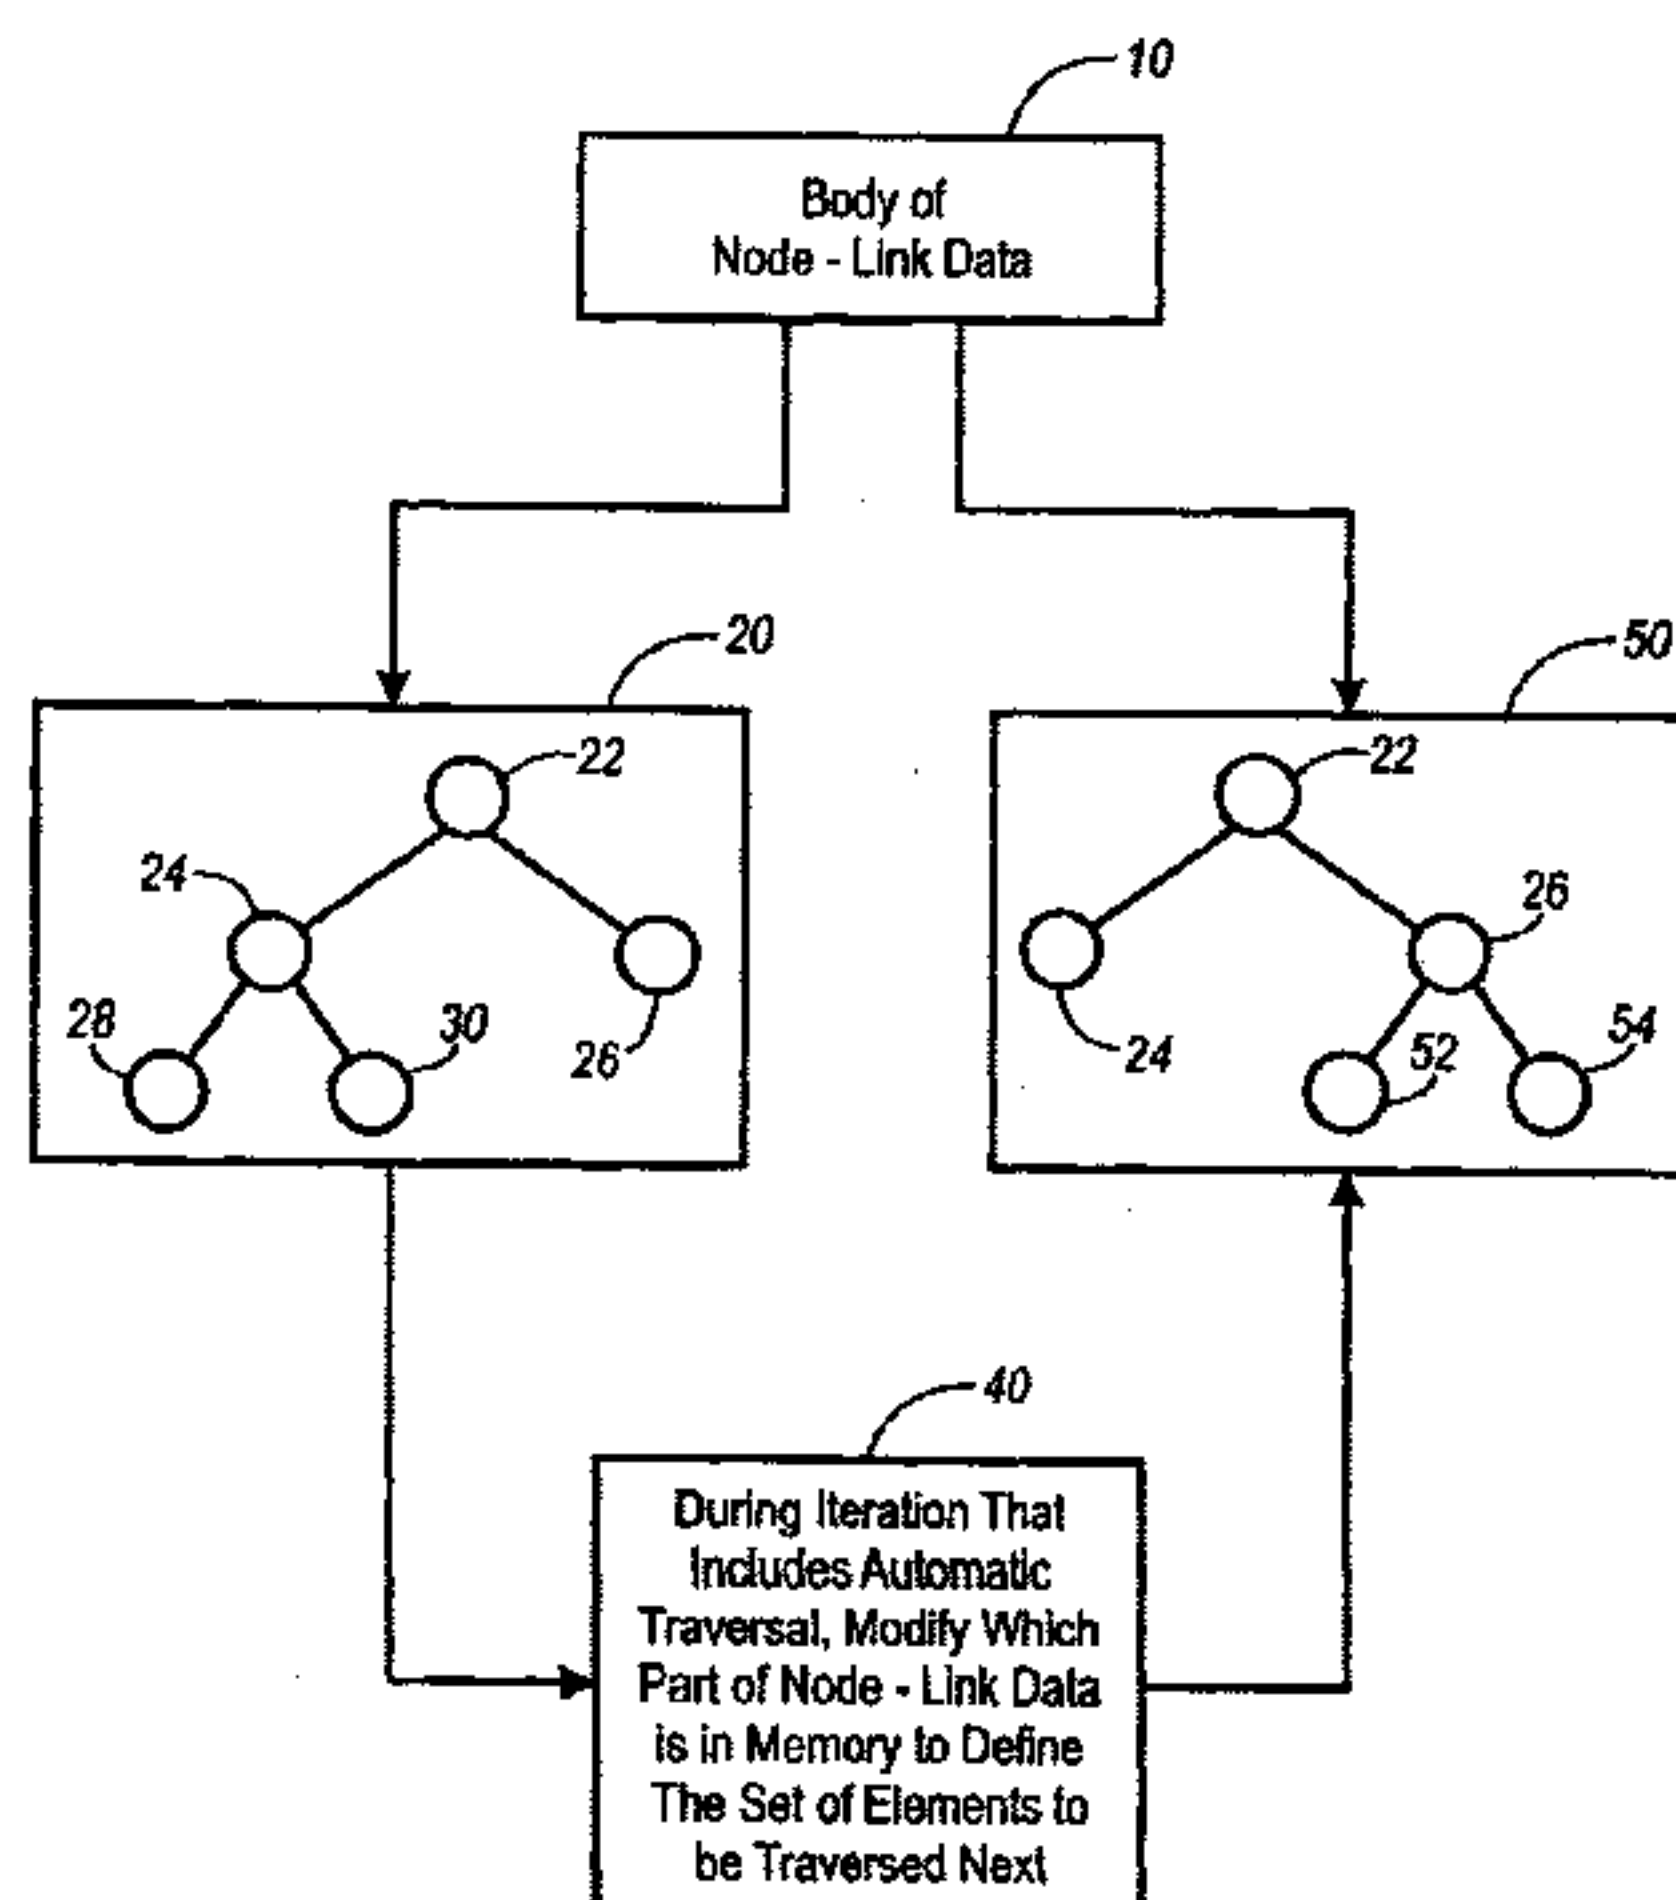 10
Body of
Node - Link Data
20
50
22
24
28
30
26
22
26
24
52
54
40
During Iteration That
Includes Automatic
Traversal, Modify Which
Part of Node - Link Data
is in Memory to Define
The Set of Elements to
be Traversed Next